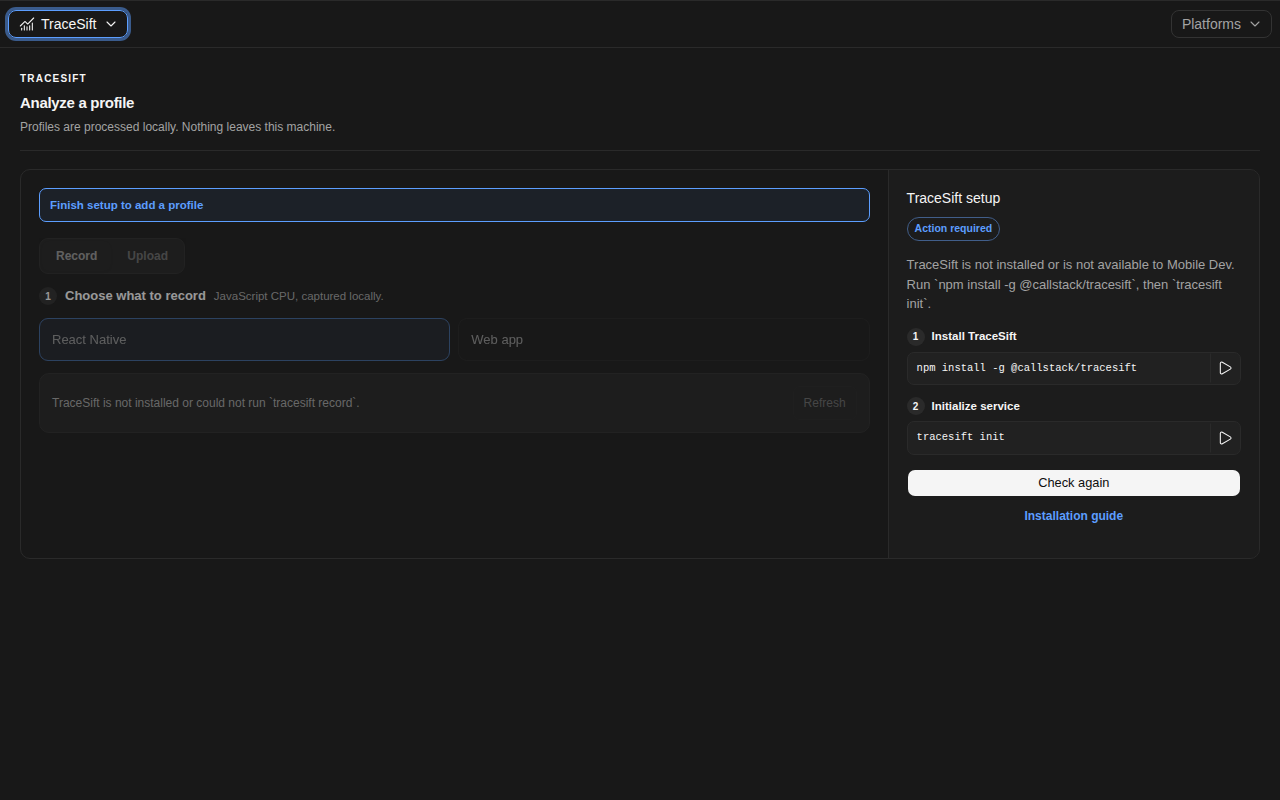 TraceSift
Platforms
TRACESIFT
Analyze a profile
Profiles are processed locally. Nothing leaves this machine.
Finish setup to add a profile
Record
Upload
1 Choose what to record JavaScript CPU, captured locally.
React Native
Web app
TraceSift is not installed or could not run `tracesift record`.
Refresh
TraceSift setup
Action required
TraceSift is not installed or is not available to Mobile Dev.
Run `npm install -g @callstack/tracesift`, then `tracesift
init`.
1 Install TraceSift
npm install -g @callstack/tracesift
2 Initialize service
tracesift init
Check again
Installation guide